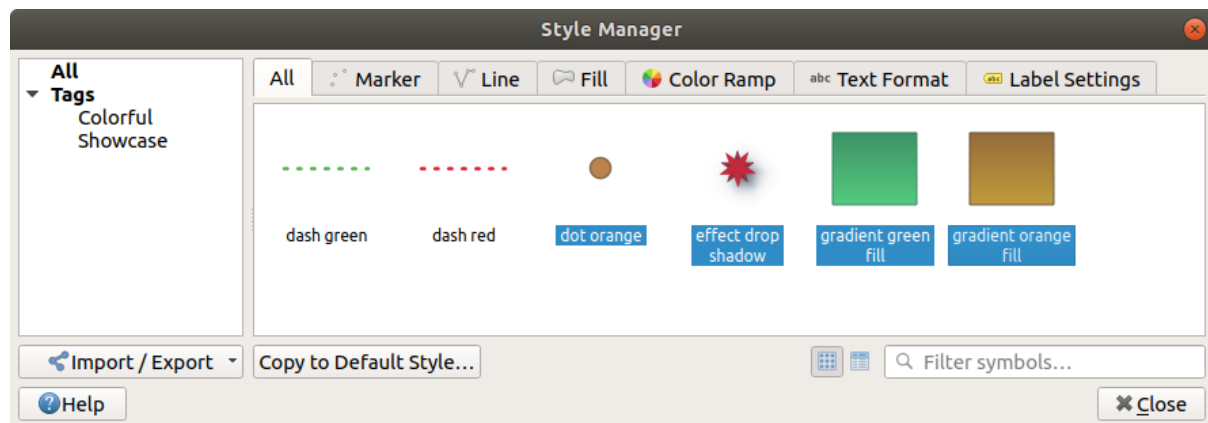 Style Manager
All
Tags
Colorful
Showcase
All
Marker
Line
Fill
Color Ramp
abc Text Format
abc Label Settings
dash green
dash red
dot orange
effect drop
shadow
gradient green
fill
gradient orange
fill
Import / Export
Copy to Default Style...
Filter symbols...
?Help
Close